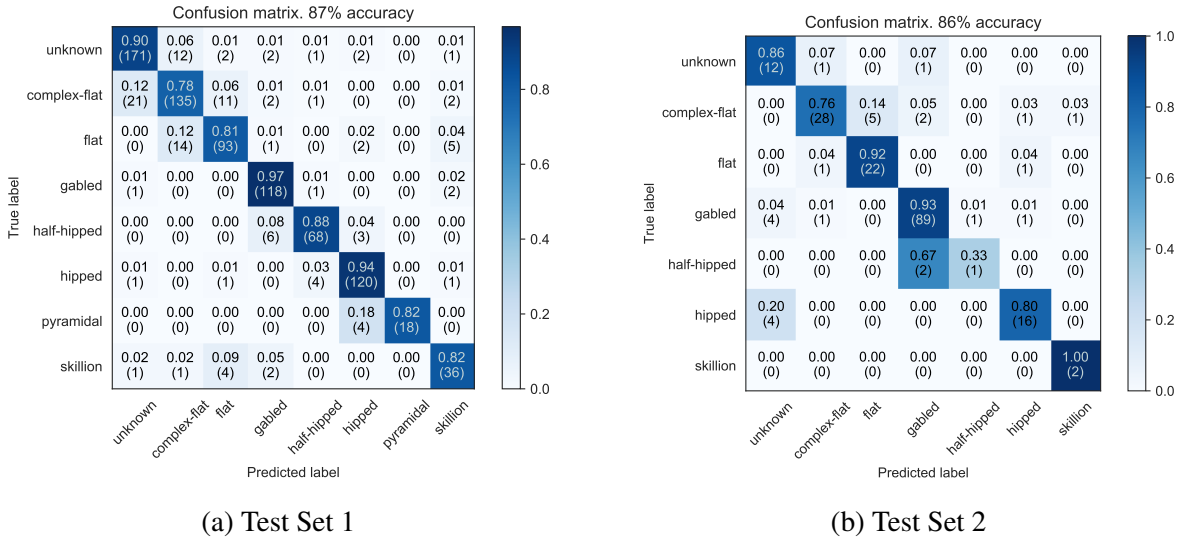 Confusion matrix. 87% accuracy
unknown 0.90 0.06 0.01 0.01 0.01 0.01 0.00 0.01
(171) (12) (2) (2) (1) (2) (0) (1)
complex-flat 0.12 0.78 0.06 0.01 0.01 0.00 0.00 0.01
(21) (135) (11) (2) (1) (0) (0) (2)
flat 0.00 0.12 0.81 0.01 0.00 0.02 0.00 0.04
(0) (14) (93) (1) (0) (2) (0) (5)
gabled 0.01 0.00 0.00 0.97 0.01 0.00 0.00 0.02
(1) (0) (0) (118) (1) (0) (0) (2)
half-hipped 0.00 0.00 0.00 0.08 0.88 0.04 0.00 0.00
(0) (0) (0) (6) (68) (3) (0) (0)
hipped 0.01 0.00 0.01 0.00 0.03 0.94 0.00 0.01
(1) (0) (1) (0) (4) (120) (0) (1)
pyramidal 0.00 0.00 0.00 0.00 0.00 0.18 0.82 0.00
(0) (0) (0) (0) (0) (4) (18) (0)
skillion 0.02 0.02 0.09 0.05 0.00 0.00 0.00 0.82
(1) (1) (4) (2) (0) (0) (0) (36)
True label
unknown complex-flat flat gabled half-hipped hipped pyramidal skillion
Predicted label
0.8
0.6
0.4
0.2
0.0
(a) Test Set 1
Confusion matrix. 86% accuracy
unknown 0.86 0.07 0.00 0.07 0.00 0.00 0.00
(12) (1) (0) (1) (0) (0) (0)
complex-flat 0.00 0.76 0.14 0.05 0.00 0.03 0.03
(0) (28) (5) (2) (0) (1) (1)
flat 0.00 0.04 0.92 0.00 0.00 0.04 0.00
(0) (1) (22) (0) (0) (1) (0)
gabled 0.04 0.01 0.00 0.93 0.01 0.01 0.00
(4) (1) (0) (89) (1) (1) (0)
half-hipped 0.00 0.00 0.00 0.67 0.33 0.00 0.00
(0) (0) (0) (2) (1) (0) (0)
hipped 0.20 0.00 0.00 0.00 0.00 0.80 0.00
(4) (0) (0) (0) (0) (16) (0)
skillion 0.00 0.00 0.00 0.00 0.00 0.00 1.00
(0) (0) (0) (0) (0) (0) (2)
True label
unknown complex-flat flat gabled half-hipped hipped skillion
Predicted label
1.0
0.8
0.6
0.4
0.2
0.0
(b) Test Set 2